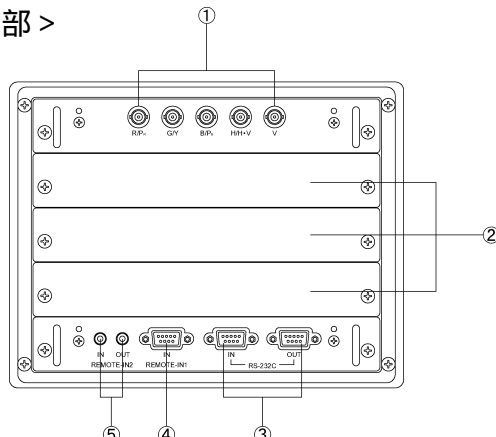 部 >
①
R/PR G/Y B/PB H/H•V V
②
IN OUT IN IN OUT
REMOTE-IN2 REMOTE-IN1 RS-232C
⑤ ④ ③